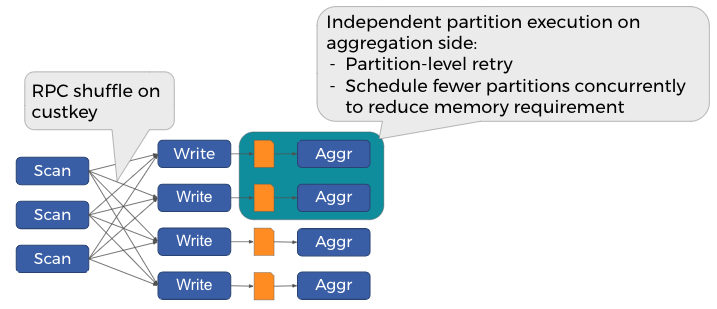 Independent partition execution on
aggregation side:
- Partition-level retry
- Schedule fewer partitions concurrently
to reduce memory requirement
RPC shuffle on
custkey
Scan
Scan
Scan
Write
Write
Write
Write
Aggr
Aggr
Aggr
Aggr